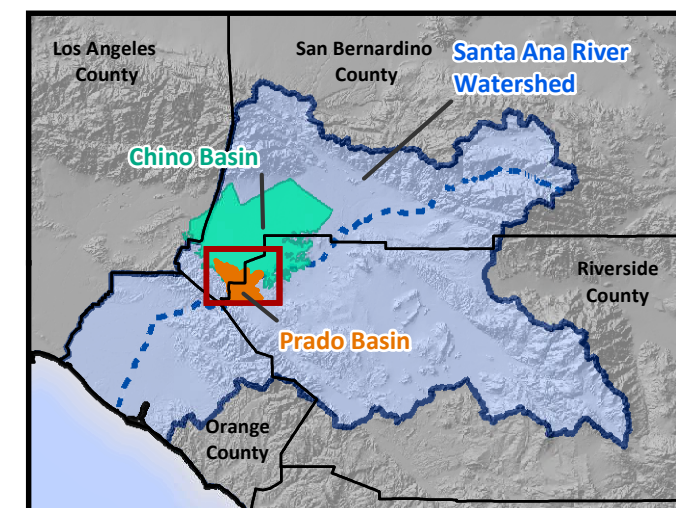 Los Angeles
County
San Bernardino
County
Santa Ana River
Watershed
Chino Basin
Riverside
County
Prado Basin
Orange
County